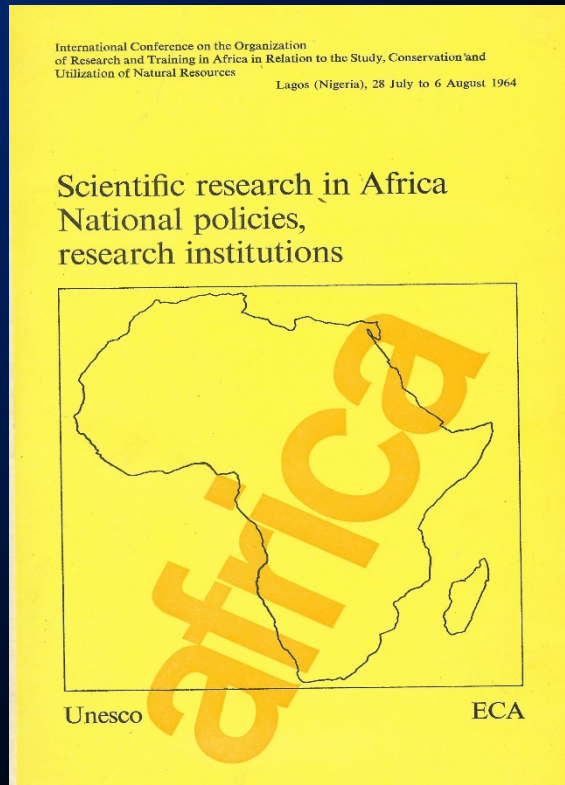 International Conference on the Organization
of Research and Training in Africa in Relation to the Study, Conservation and
Utilization of Natural Resources
Lagos (Nigeria), 28 July to 6 August 1964
Scientific research in Africa
National policies,
research institutions
africa
Unesco
ECA